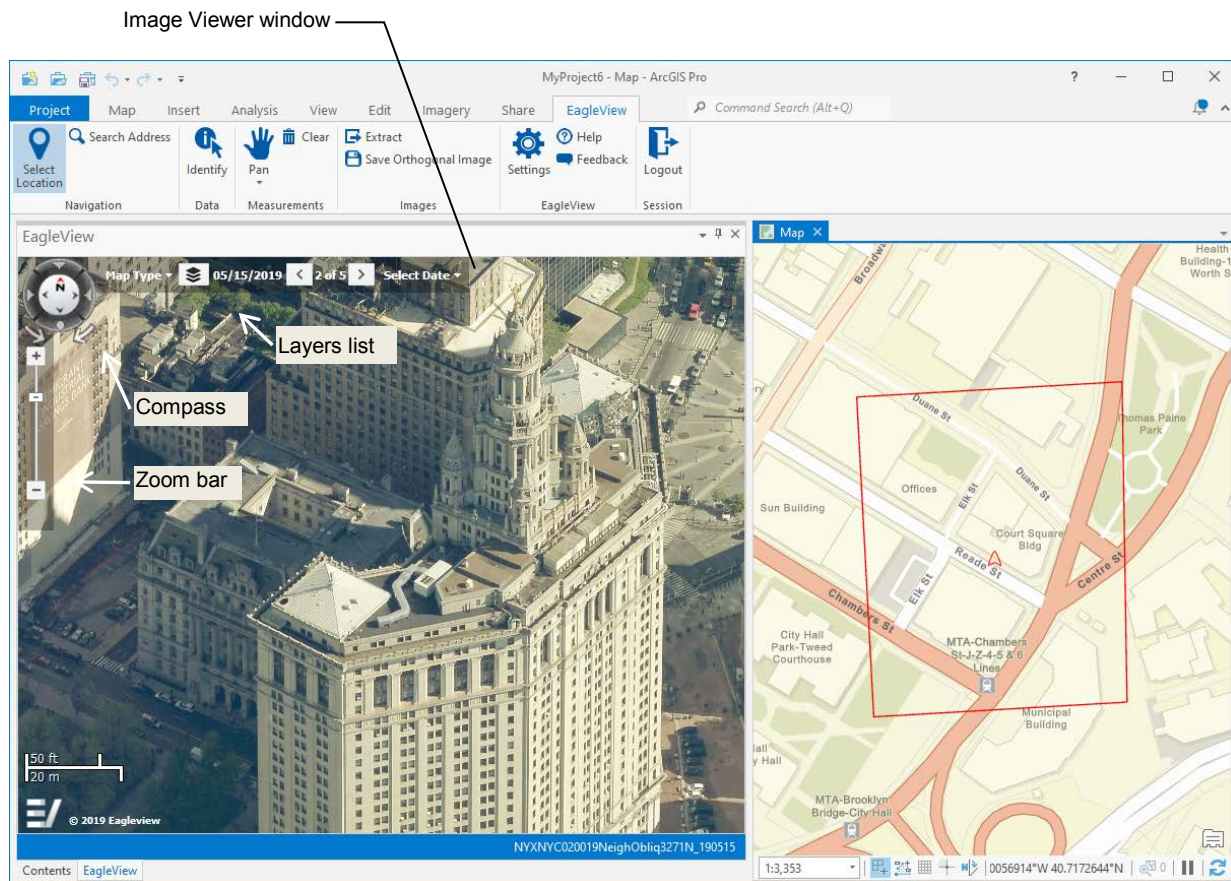 Image Viewer window
MyProject6 - Map - ArcGIS Pro
?
Project Map Insert Analysis View Edit Imagery Share EagleView Command Search (Alt+Q)
Select Location
Search Address
Identify
Pan
Clear
Extract
Save Orthogonal Image
Settings
Help
Feedback
Logout
Navigation Data Measurements Images EagleView Session
EagleView
Map Type 05/15/2019 < 2 of 5 > Select Date
N
Layers list
Compass
Zoom bar
50 ft
20 m
© 2019 Eagleview
NYXNYC020019NeighObliq3271N_190515
Contents EagleView
Map
Health
Building-1
Worth S
Broadway
Duane St
Thomas Paine
Park
Duane St
Elk St
Offices
Sun Building
Court Square
Bldg
Reade St
Centre St
Elk St
Chambers St
City Hall
Park-Tweed
Courthouse
MTA-Chambers
St-J-Z-4-5 & 6
Lines
Municipal
Building
Hall
y Hall
MTA-Brooklyn
Bridge-City Hall
1:3,353
0056914°W 40.7172644°N
0